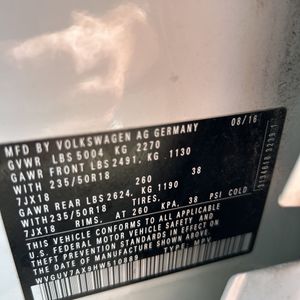 MFD BY VOLKSWAGEN AG GERMANY 08/16
GVWR LBS 5004 KG 2270
GAWR FRONT LBS 2491, KG 1130
WITH 235/50R18
7JX18 260 38
GAWR REAR LBS 2624, KG 1190
WITH 235/50R18 TIRES,
7JX18 RIMS, AT 260 KPA, 38 PSI COLD
THIS VEHICLE CONFORMS TO ALL APPLICABLE
U.S. FEDERAL MOTOR VEHICLE SAFETY AND
THEFT PREVENTION STANDARDS IN EFFECT ON THE
DATE OF MANUFACTURE SHOWN ABOVE
TYPE: MPV